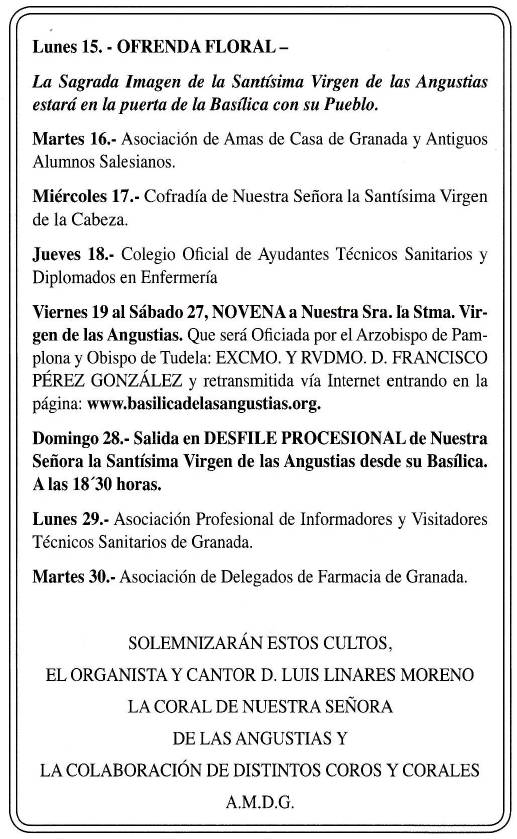 Lunes 15. - OFRENDA FLORAL –
La Sagrada Imagen de la Santísima Virgen de las Angustias
estará en la puerta de la Basílica con su Pueblo.
Martes 16.- Asociación de Amas de Casa de Granada y Antiguos
Alumnos Salesianos.
Miércoles 17.- Cofradía de Nuestra Señora la Santísima Virgen
de la Cabeza.
Jueves 18.- Colegio Oficial de Ayudantes Técnicos Sanitarios y
Diplomados en Enfermería
Viernes 19 al Sábado 27, NOVENA a Nuestra Sra. la Stma. Vir-
gen de las Angustias. Que será Oficiada por el Arzobispo de Pam-
plona y Obispo de Tudela: EXCMO. Y RVDMO. D. FRANCISCO
PÉREZ GONZÁLEZ y retransmitida vía Internet entrando en la
página: www.basilicadelasangustias.org.
Domingo 28.- Salida en DESFILE PROCESIONAL de Nuestra
Señora la Santísima Virgen de las Angustias desde su Basílica.
A las 18´30 horas.
Lunes 29.- Asociación Profesional de Informadores y Visitadores
Técnicos Sanitarios de Granada.
Martes 30.- Asociación de Delegados de Farmacia de Granada.
SOLEMNIZARÁN ESTOS CULTOS,
EL ORGANISTA Y CANTOR D. LUIS LINARES MORENO
LA CORAL DE NUESTRA SEÑORA
DE LAS ANGUSTIAS Y
LA COLABORACIÓN DE DISTINTOS COROS Y CORALES
A.M.D.G.